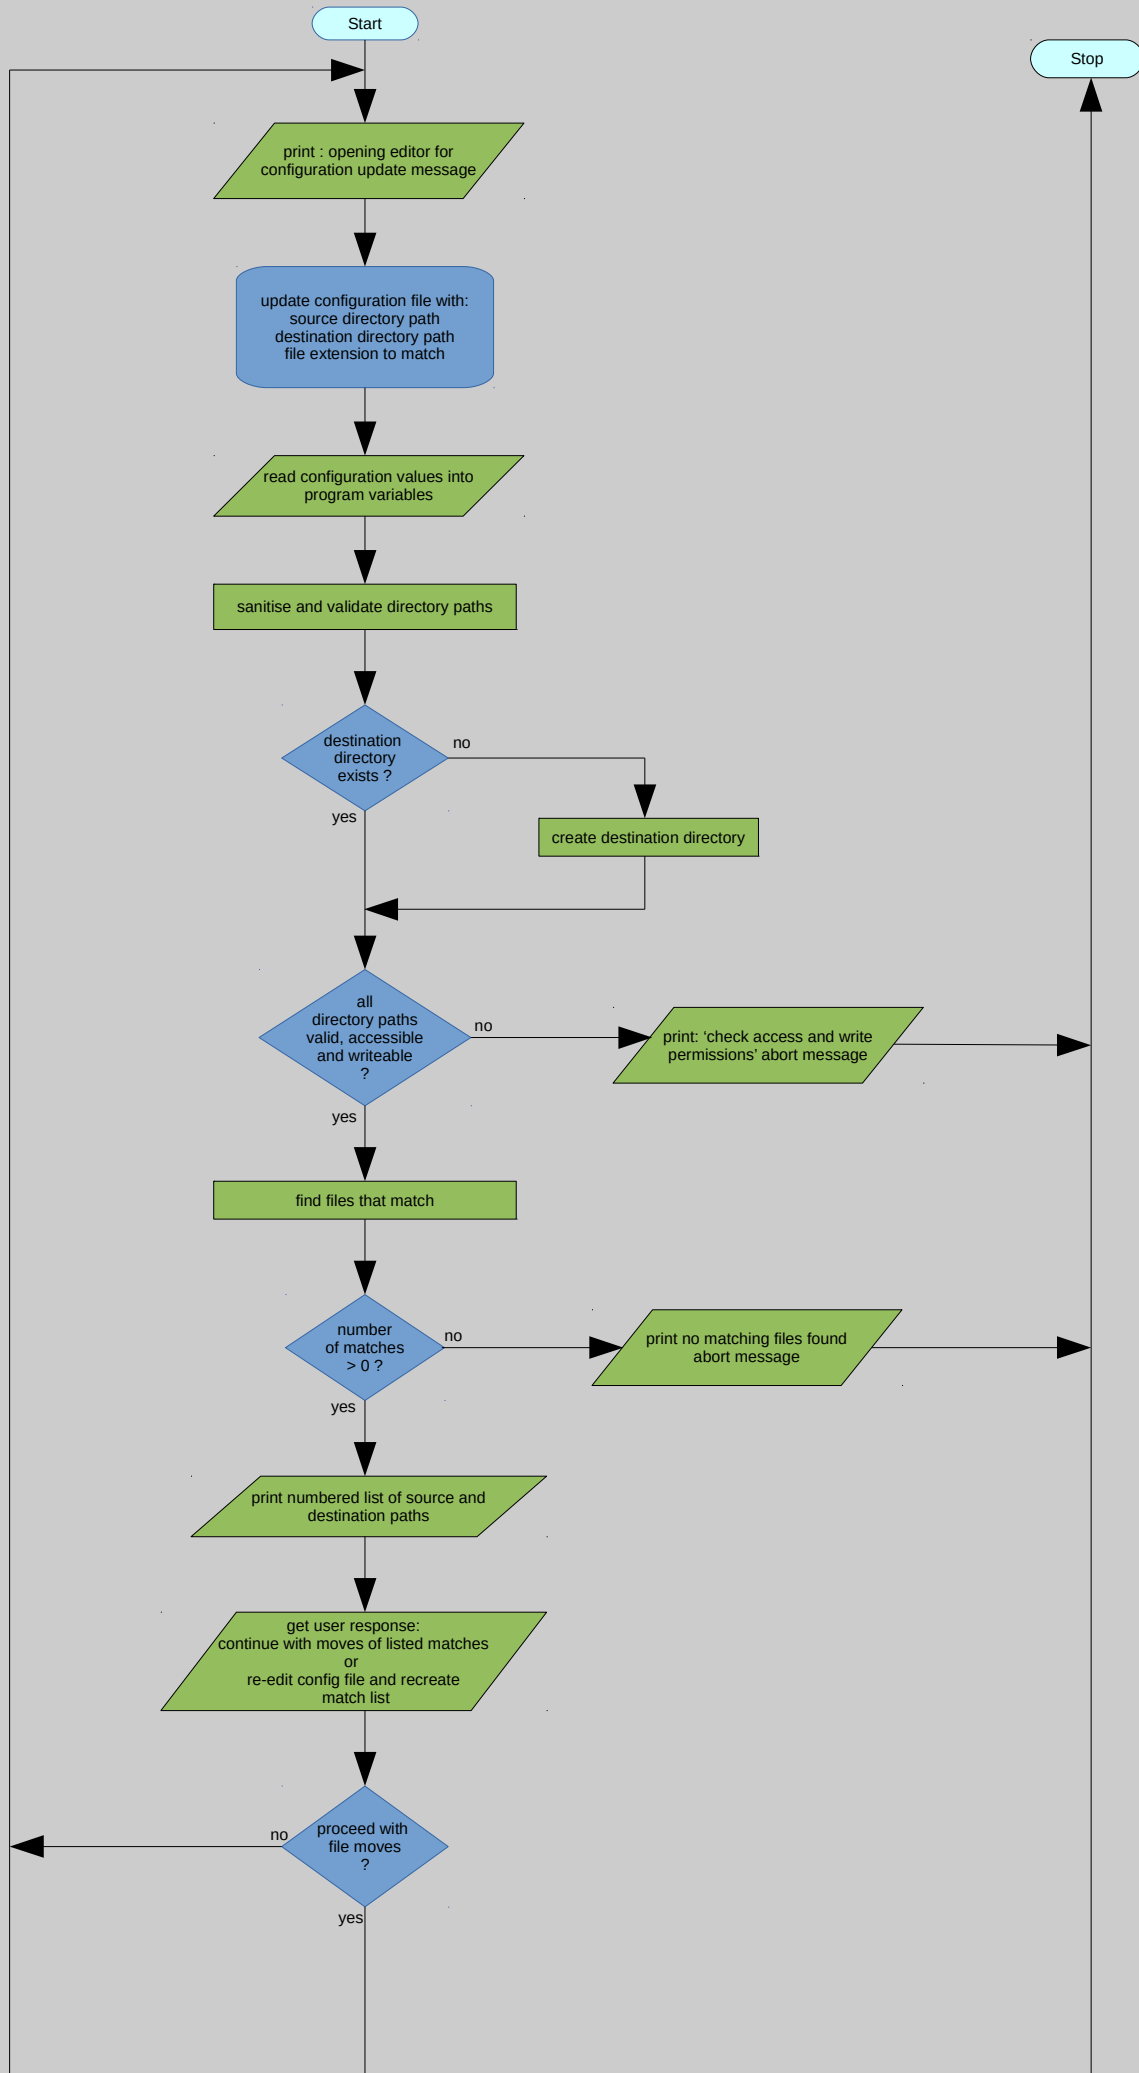 Start
Stop
print : opening editor for
configuration update message
update configuration file with:
source directory path
destination directory path
file extension to match
read configuration values into
program variables
sanitise and validate directory paths
destination
directory
exists ?
no
yes
create destination directory
all
directory paths
valid, accessible
and writeable
?
no
yes
print: ‘check access and write
permissions’ abort message
find files that match
number
of matches
> 0 ?
no
yes
print no matching files found
abort message
print numbered list of source and
destination paths
get user response:
continue with moves of listed matches
or
re-edit config file and recreate
match list
proceed with
file moves
?
no
yes